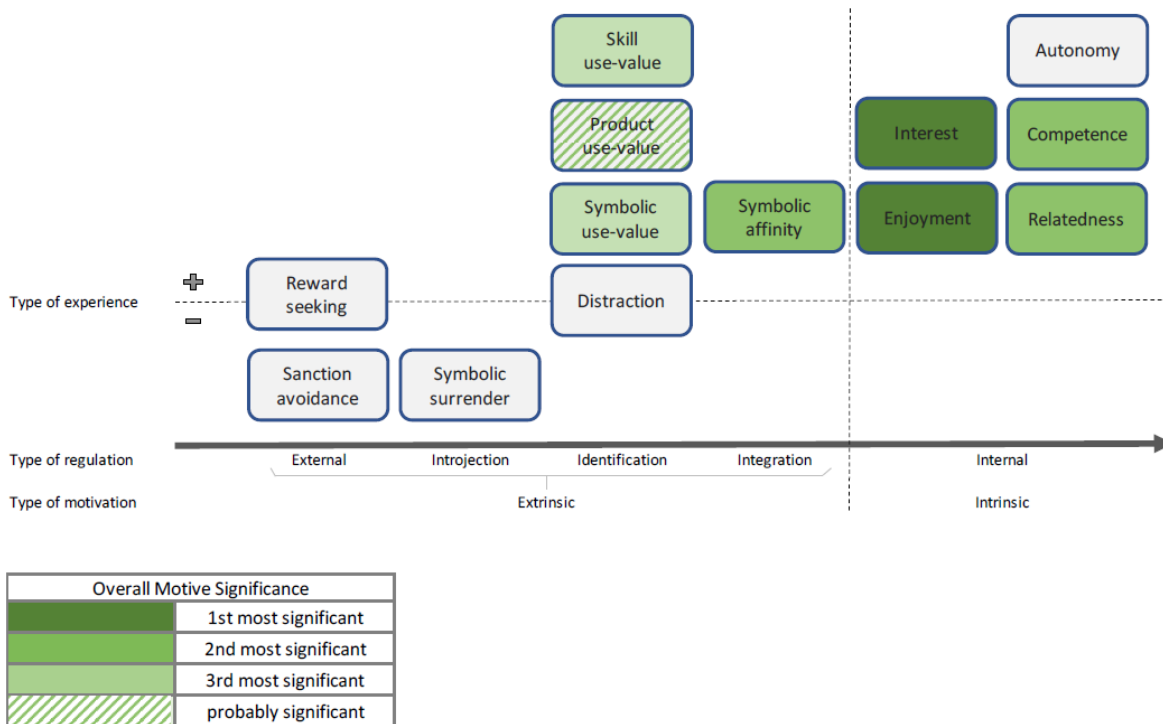 Skill
use-value
Autonomy
Product
use-value
Interest
Competence
Symbolic
use-value
Symbolic
affinity
Enjoyment
Relatedness
Type of experience
Reward
seeking
Distraction
Sanction
avoidance
Symbolic
surrender
Type of regulation
External
Introjection
Identification
Integration
Internal
Type of motivation
Extrinsic
Intrinsic
Overall Motive Significance
1st most significant
2nd most significant
3rd most significant
probably significant